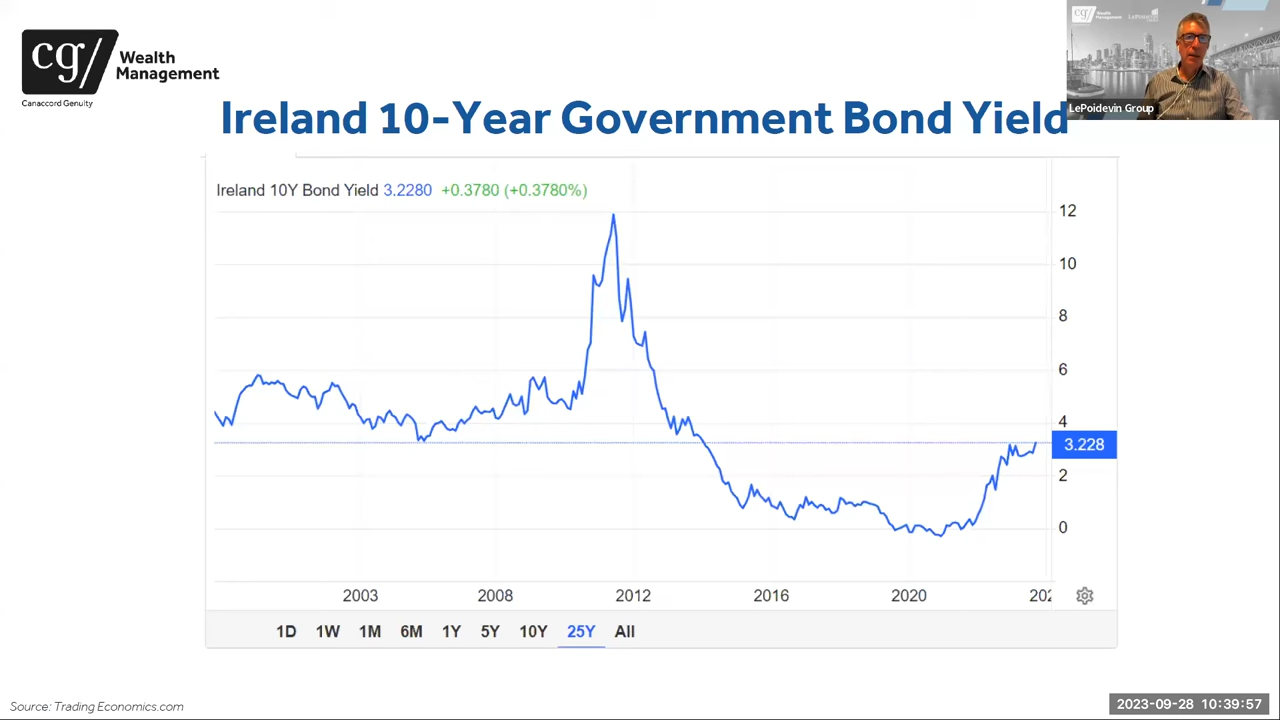 cg/ Wealth
Management
Canaccord Genuity
cg/ Wealth
Management
LePoidevin Group
Ireland 10-Year Government Bond Yield
Ireland 10Y Bond Yield 3.2280 +0.3780 (+0.3780%)
12
10
8
6
4
3.228
2
0
2003 2008 2012 2016 2020 202
1D 1W 1M 6M 1Y 5Y 10Y 25Y All
Source: Trading Economics.com
2023-09-28 10:39:57